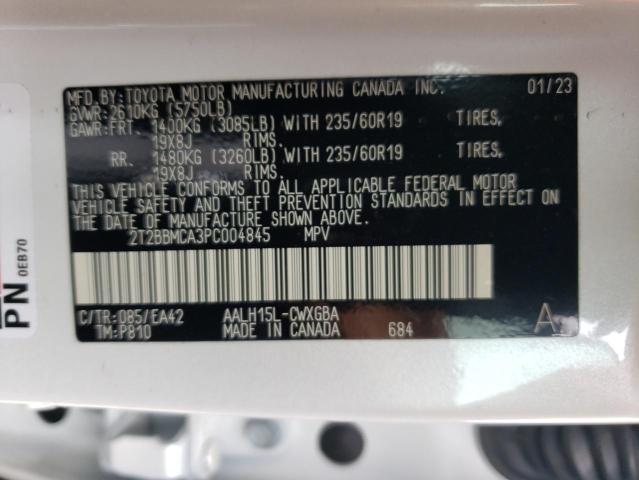 MFD.BY:TOYOTA MOTOR MANUFACTURING CANADA INC. 01/23
GVWR:2610KG (5750LB)
GAWR:FRT. 1400KG (3085LB) WITH 235/60R19 TIRES,
19X8J RIMS.
RR. 1480KG (3260LB) WITH 235/60R19 TIRES,
19X8J RIMS.
THIS VEHICLE CONFORMS TO ALL APPLICABLE FEDERAL MOTOR
VEHICLE SAFETY AND THEFT PREVENTION STANDARDS IN EFFECT ON
THE DATE OF MANUFACTURE SHOWN ABOVE.
2T2BBMCA3PC004845 MPV
C/TR:085/EA42 AALH15L-CWXGBA A
TM:P810 MADE IN CANADA 684
PN 0EB70